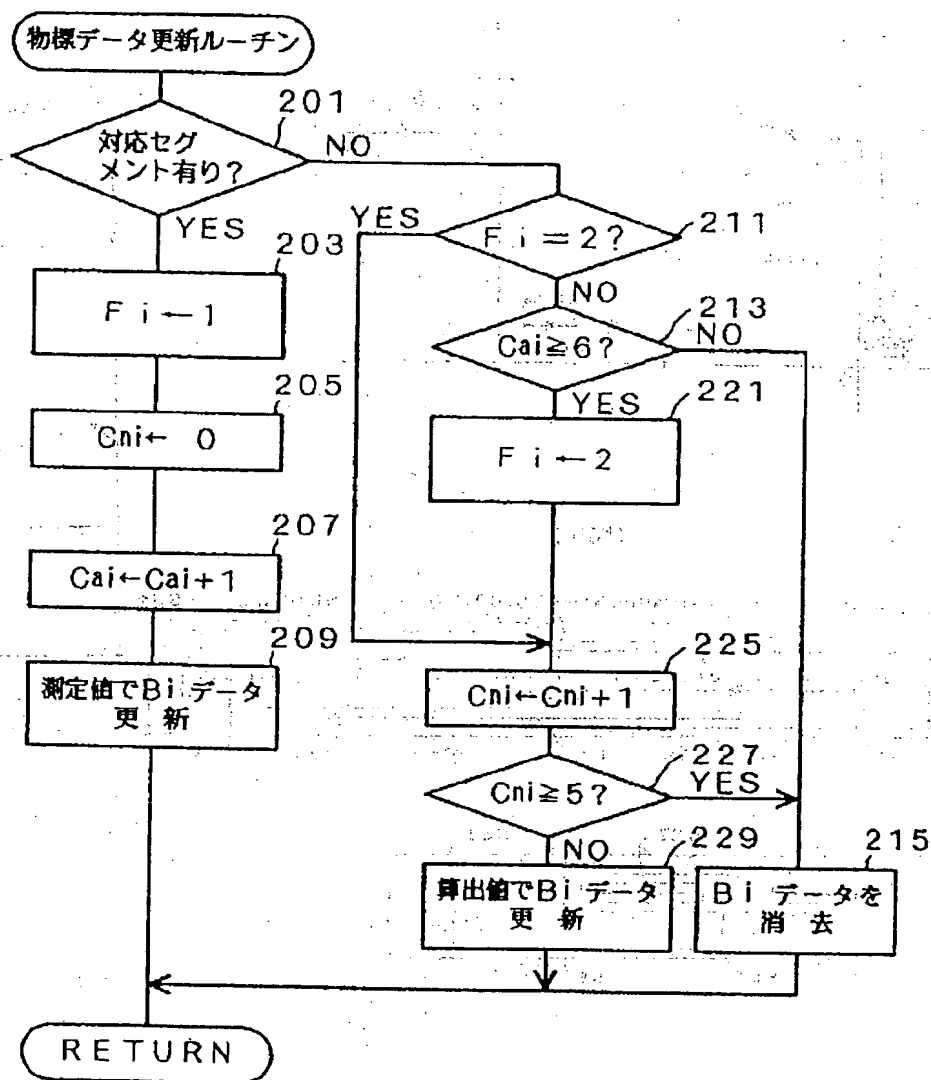 物標データ更新ルーチン
201
対応セグ
メント有り?
NO
YES
203
Fi←1
205
Cni← 0
207
Cai←Cai+1
209
測定値でBiデータ
更 新
YES
Fi=2?
211
NO
213
Cai≧6?
NO
YES
221
Fi←2
225
Cni←Cni+1
227
Cni≧5?
YES
NO
229
算出値でBiデータ
更 新
215
Biデータを
消 去
RETURN